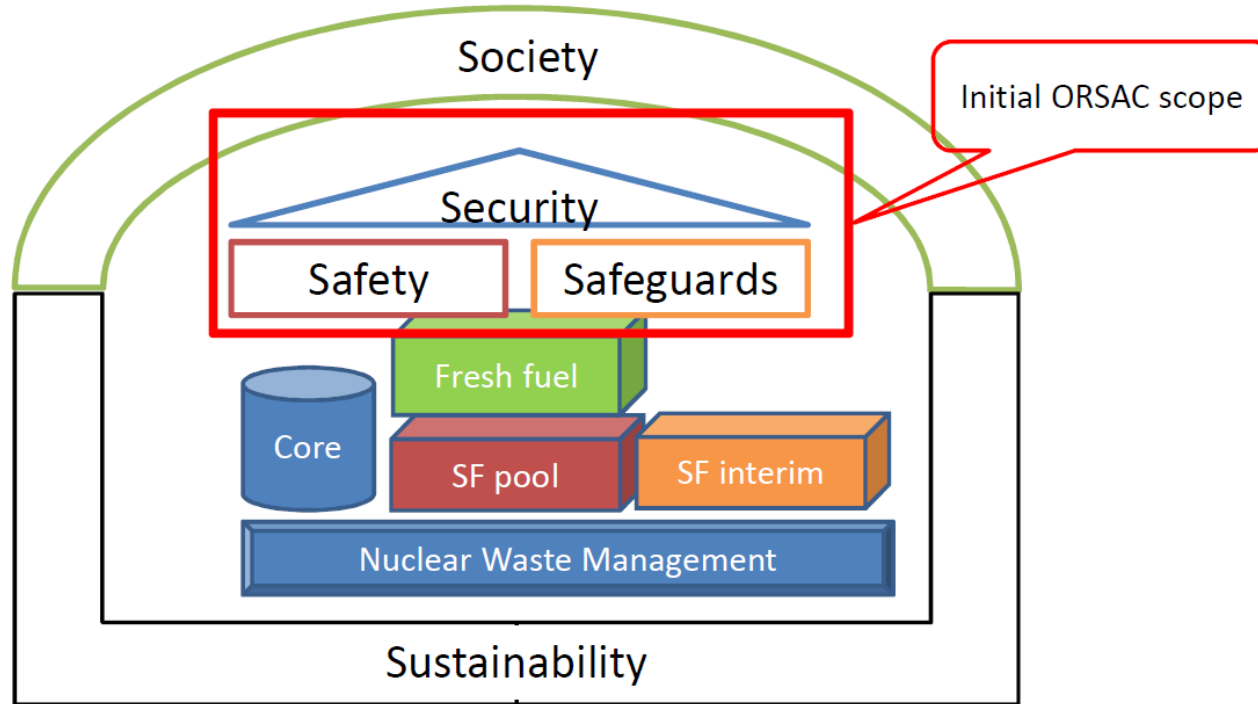 Society
Initial ORSAC scope
Security
Safety
Safeguards
Fresh fuel
Core
SF pool
SF interim
Nuclear Waste Management
Sustainability